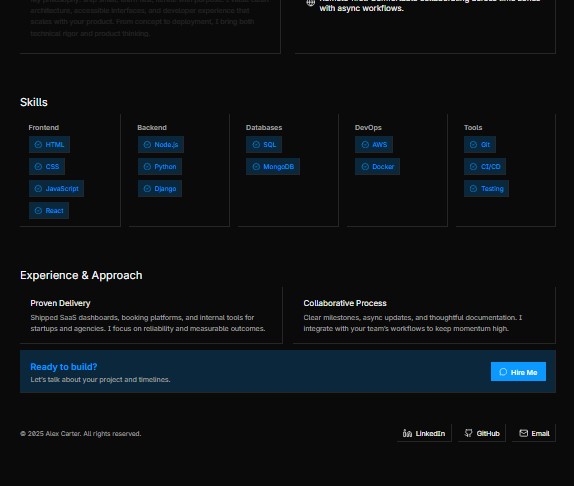 architecture, accessible interfaces, and developer experience that
scales with your product. From concept to deployment, I bring both
technical rigor and product thinking.
with async workflows.
Skills
Frontend
HTML
CSS
JavaScript
React
Backend
Node.js
Python
Django
Databases
SQL
MongoDB
DevOps
AWS
Docker
Tools
Git
CI/CD
Testing
Experience & Approach
Proven Delivery
Shipped SaaS dashboards, booking platforms, and internal tools for
startups and agencies. I focus on reliability and measurable outcomes.
Collaborative Process
Clear milestones, async updates, and thoughtful documentation. I
integrate with your team's workflows to keep momentum high.
Ready to build?
Let's talk about your project and timelines.
Hire Me
© 2025 Alex Carter. All rights reserved.
LinkedIn
GitHub
Email